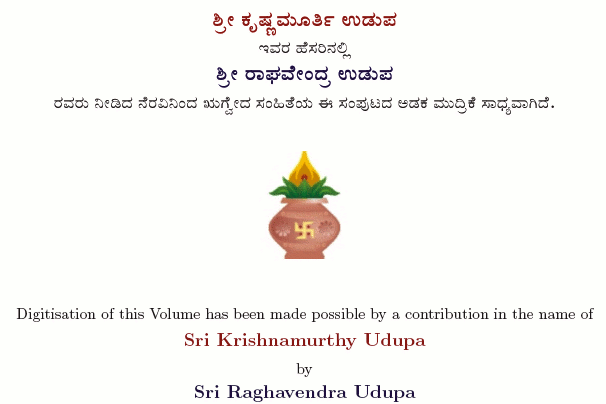 ಶ್ರೀ ಕೃಷ್ಣಮೂರ್ತಿ ಉಡುಪ
ಇವರ ಹೆಸರಿನಲ್ಲಿ
ಶ್ರೀ ರಾಘವೇಂದ್ರ ಉಡುಪ
ರವರು ನೀಡಿದ ನೆರವಿನಿಂದ ಋಗ್ವೇದ ಸಂಹಿತೆಯ ಈ ಸಂಪುಟದ ಅಡಕ ಮುದ್ರಿಕೆ ಸಾಧ್ಯವಾಗಿದೆ.
Digitisation of this Volume has been made possible by a contribution in the name of
Sri Krishnamurthy Udupa
by
Sri Raghavendra Udupa